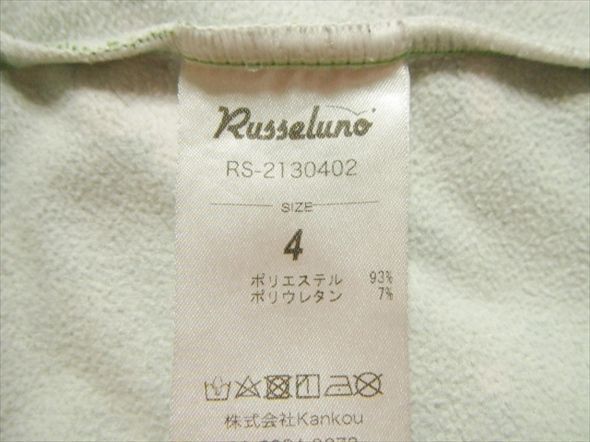 Russeluno
RS-2130402
SIZE
4
ポリエステル 93%
ポリウレタン 7%
株式会社Kankou